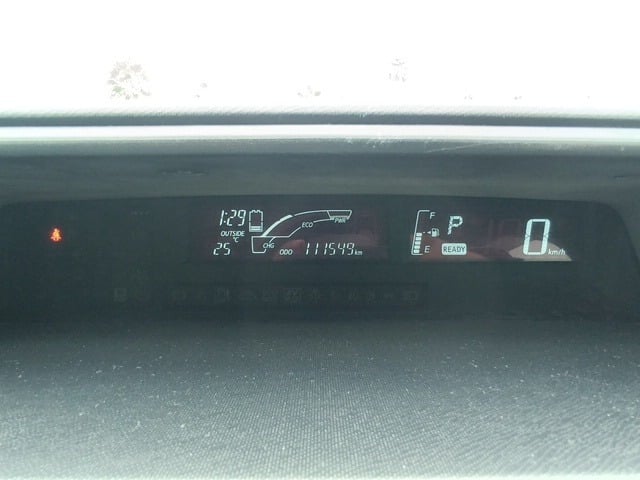 1:29
OUTSIDE
25 °C
CHG
ECO
PWR
ODO 111549 km
F
E
P
READY
0 km/h